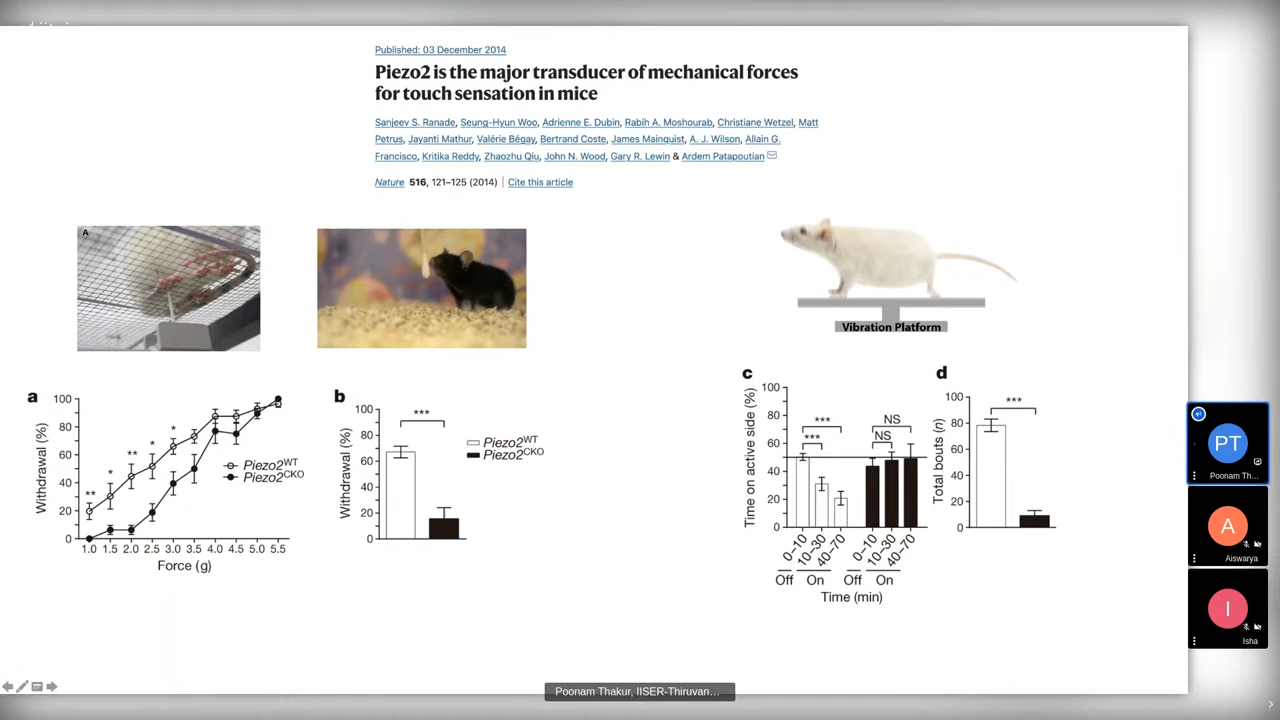 Published: 03 December 2014
Piezo2 is the major transducer of mechanical forces
for touch sensation in mice
Sanjeev S. Ranade, Seung-Hyun Woo, Adrienne E. Dubin, Rabih A. Moshourab, Christiane Wetzel, Matt
Petrus, Jayanti Mathur, Valérie Bégay, Bertrand Coste, James Mainquist, A. J. Wilson, Allain G.
Francisco, Kritika Reddy, Zhaozhu Qiu, John N. Wood, Gary R. Lewin & Ardem Patapoutian
Nature 516, 121–125 (2014) | Cite this article
A
Vibration Platform
a
Withdrawal (%)
100
80
60
40
20
0
**
*
**
*
*
Piezo2WT
Piezo2CKO
1.0 1.5 2.0 2.5 3.0 3.5 4.0 4.5 5.0 5.5
Force (g)
b
Withdrawal (%)
100
80
60
40
20
0
***
Piezo2WT
Piezo2CKO
c
Time on active side (%)
100
80
60
40
20
0
***
***
NS
NS
0–10 10–30 40–70 0–10 10–30 40–70
Off On Off On
Time (min)
d
Total bouts (n)
100
80
60
40
20
0
***
PT
Poonam Th...
A
Aiswarya
I
Isha
Poonam Thakur, IISER-Thiruvan...